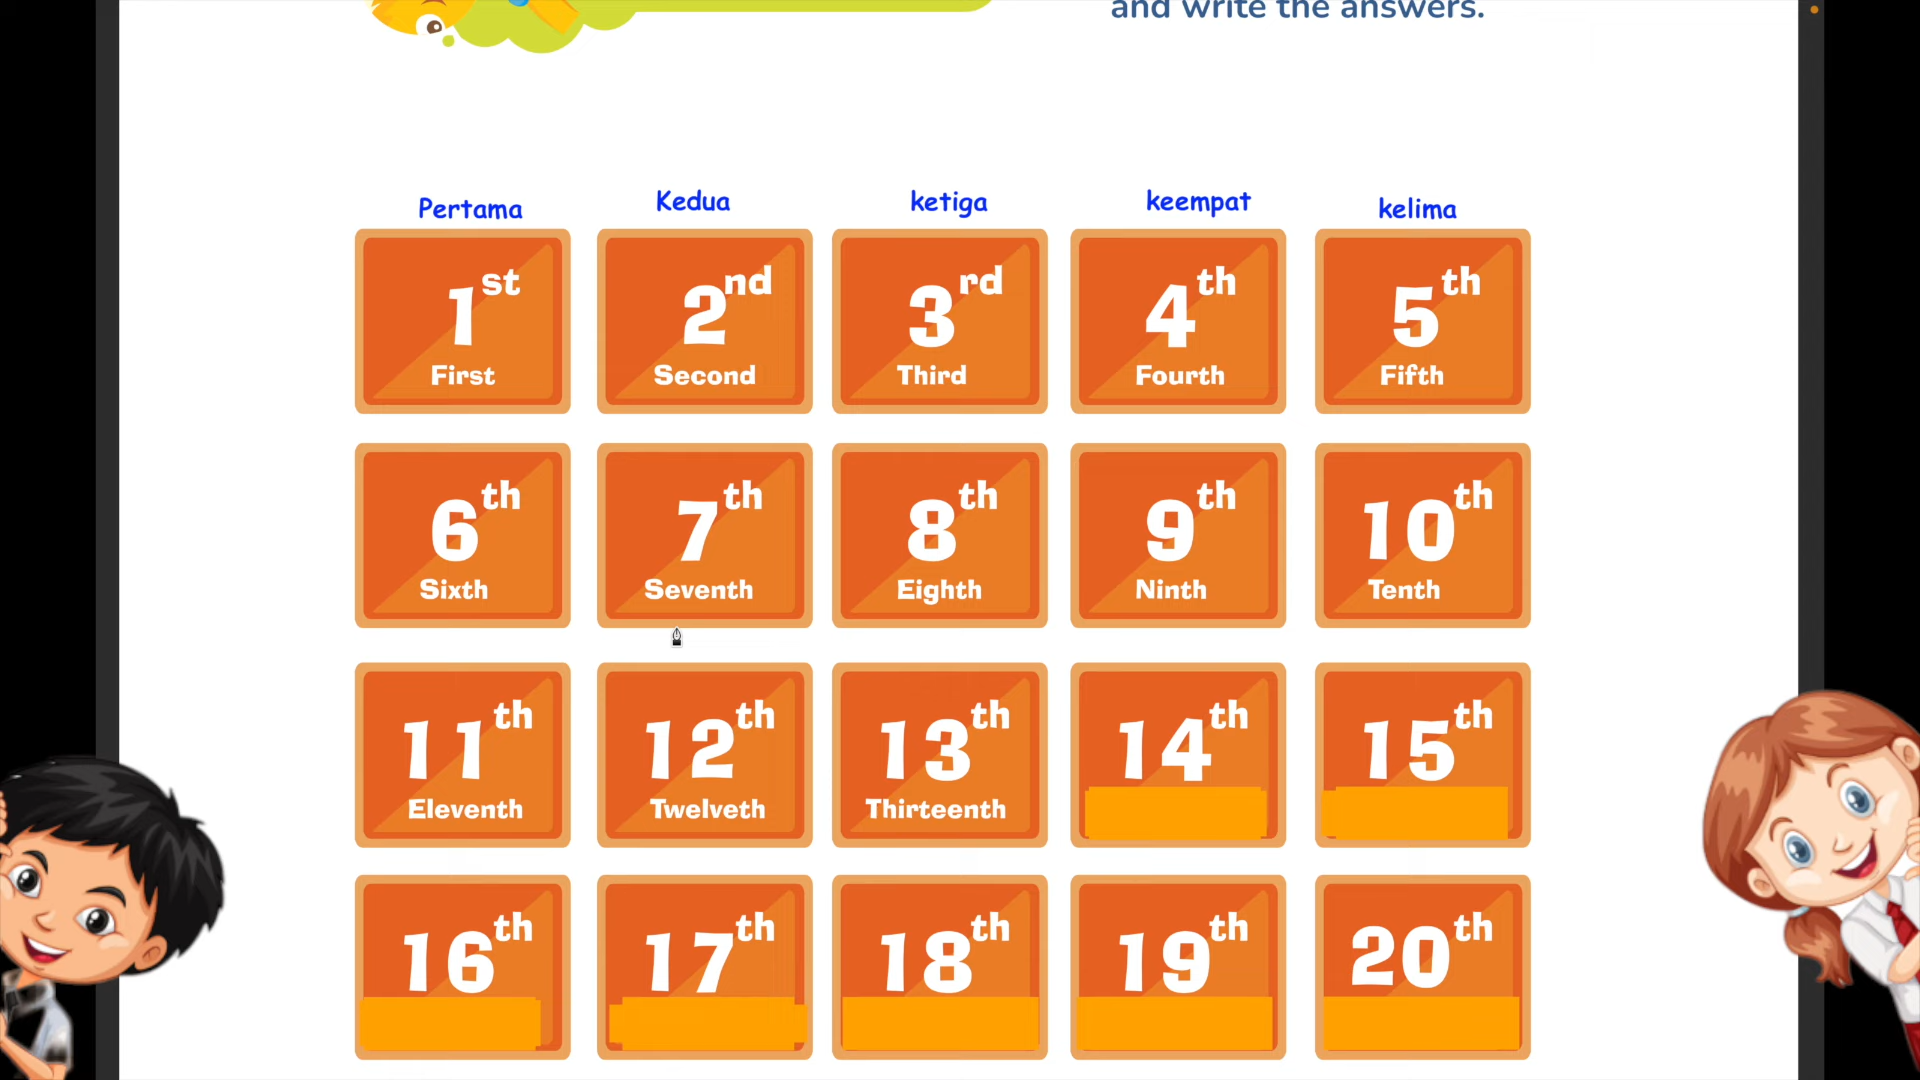 and write the answers.
Pertama Kedua ketiga keempat kelima
1st 2nd 3rd 4th 5th
First Second Third Fourth Fifth
6th 7th 8th 9th 10th
Sixth Seventh Eighth Ninth Tenth
11th 12th 13th 14th 15th
Eleventh Twelveth Thirteenth
16th 17th 18th 19th 20th